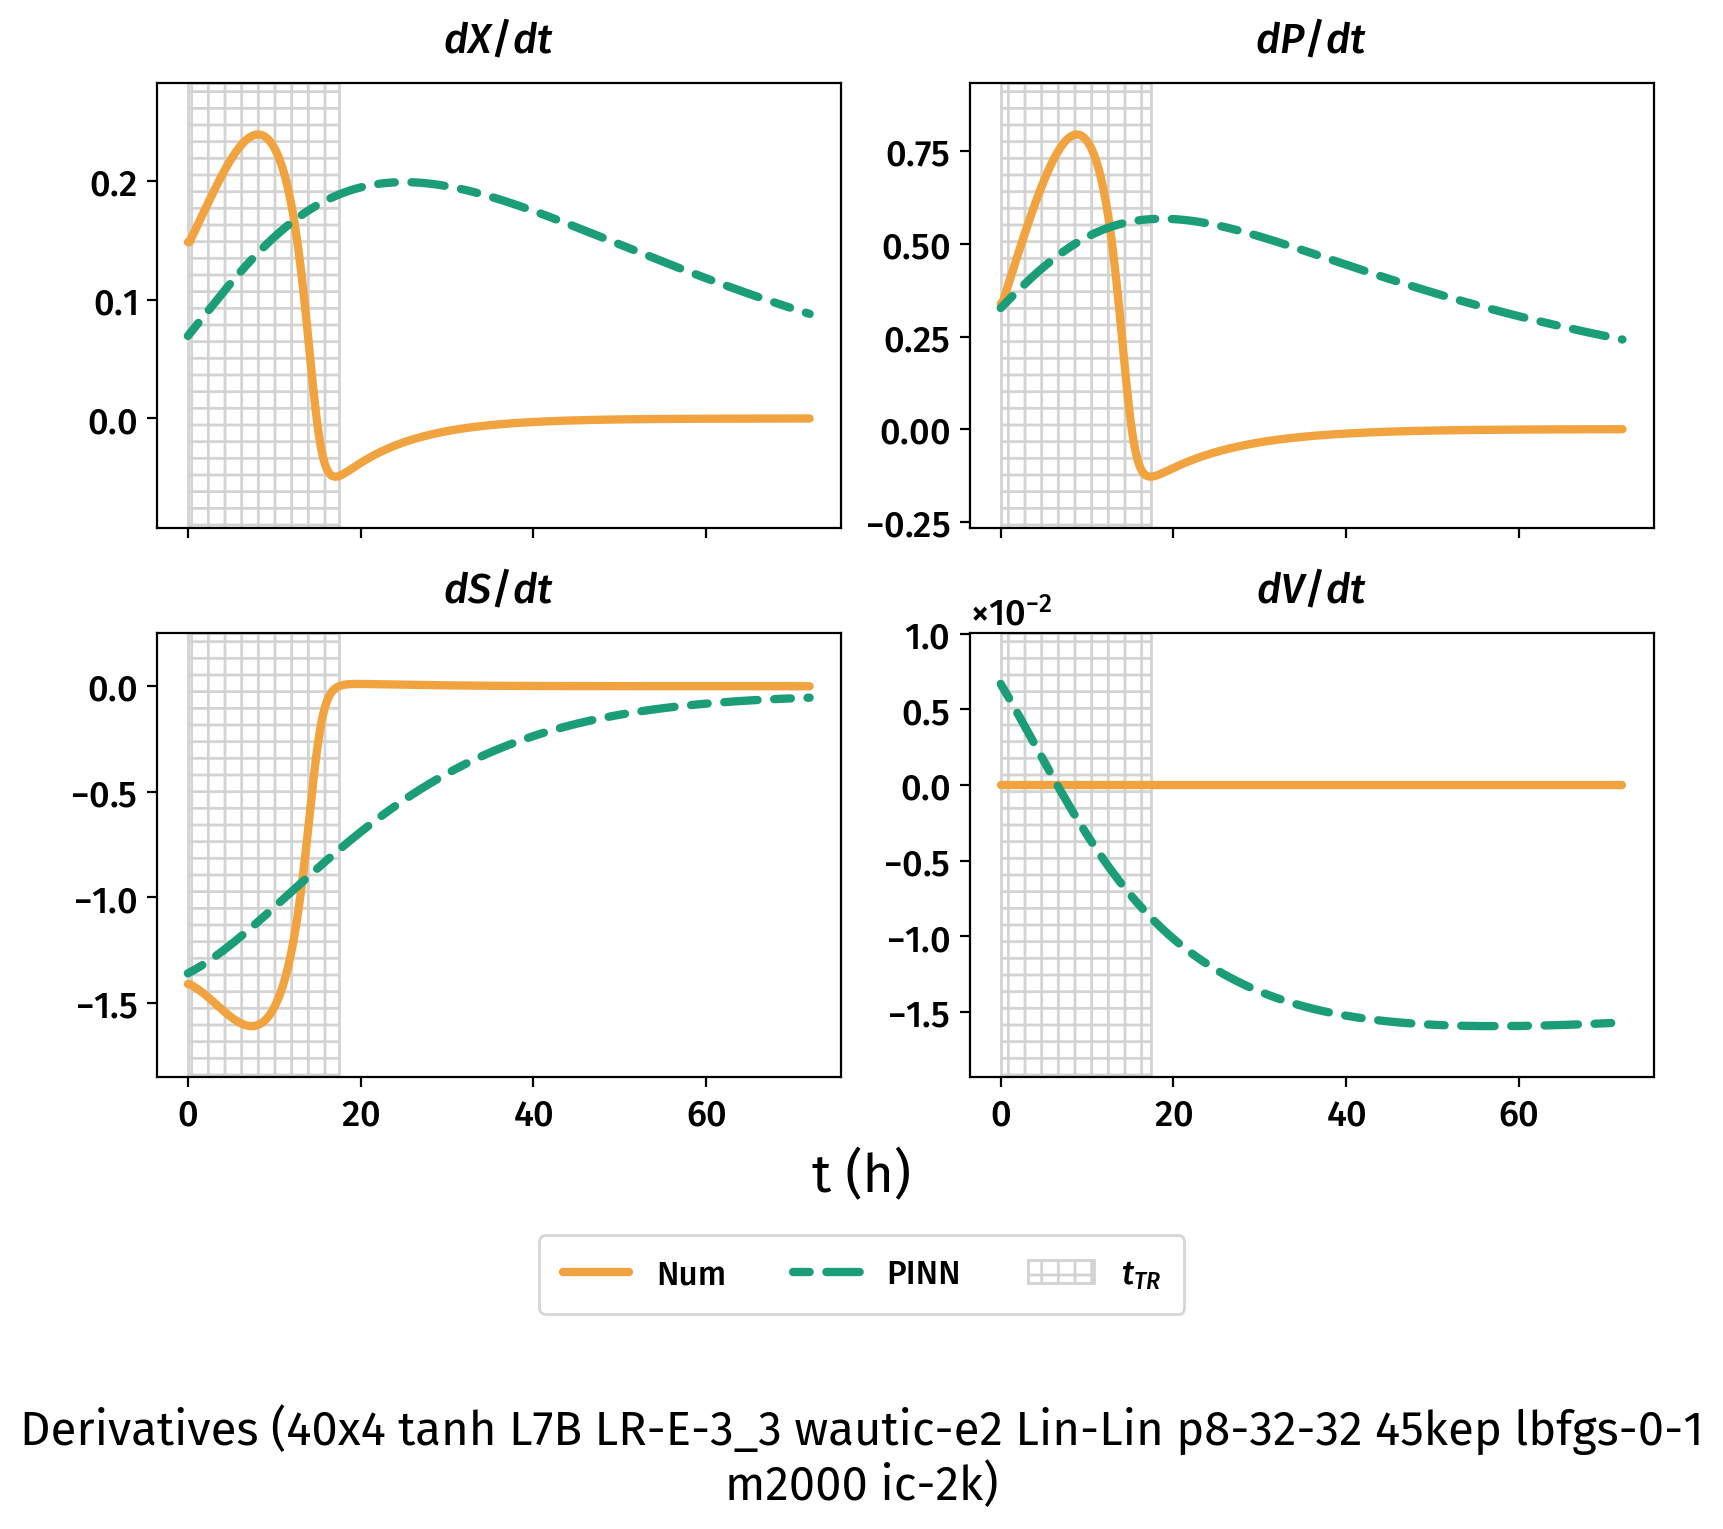 dX/dt
dP/dt
0.2
0.1
0.0
0.75
0.50
0.25
0.00
−0.25
dS/dt
dV/dt
×10⁻²
0.0
−0.5
−1.0
−1.5
1.0
0.5
0.0
−0.5
−1.0
−1.5
0 20 40 60
0 20 40 60
t (h)
Num PINN t_TR
Derivatives (40x4 tanh L7B LR-E-3_3 wautic-e2 Lin-Lin p8-32-32 45kep lbfgs-0-1
m2000 ic-2k)